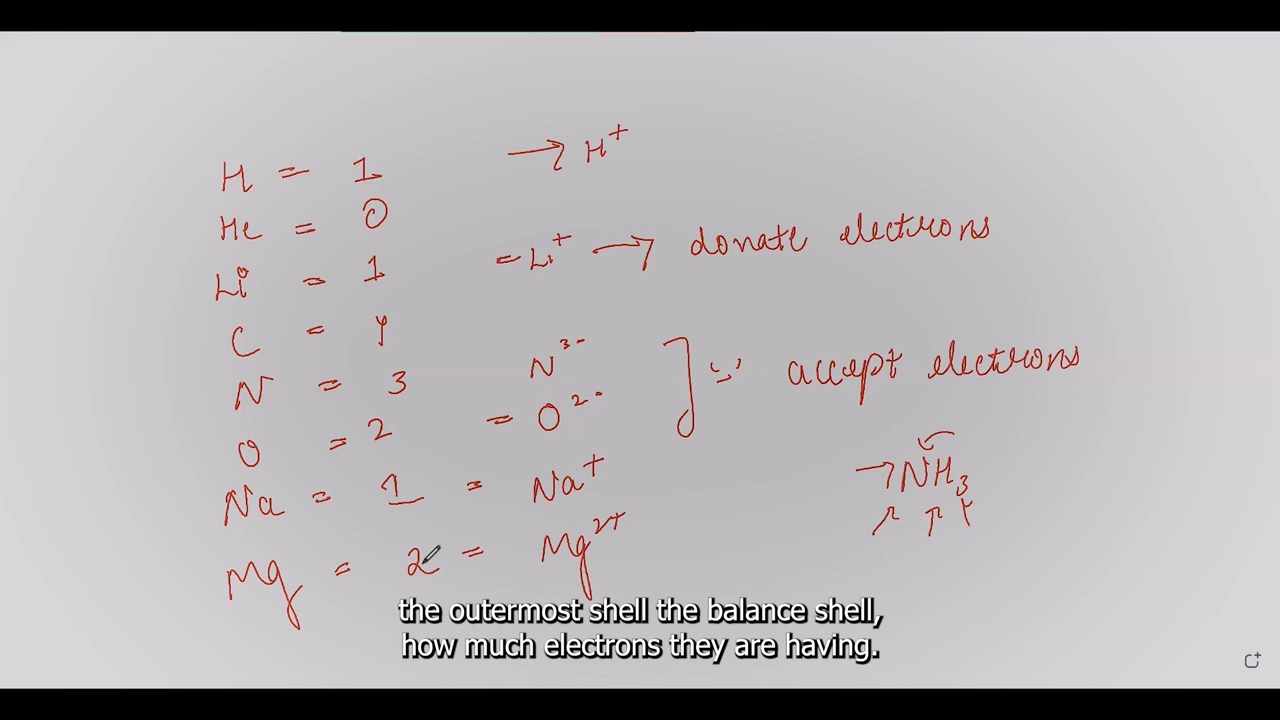 H = 1 → H⁺
He = 0
Li = 1 = Li⁺ → donate electrons
C = 4
N = 3 N³⁻
O = 2 = O²⁻ ] accept electrons
Na = 1 = Na⁺
→ NH₃
Mg = 2 = Mg²⁺
the outermost shell the balance shell,
how much electrons they are having.